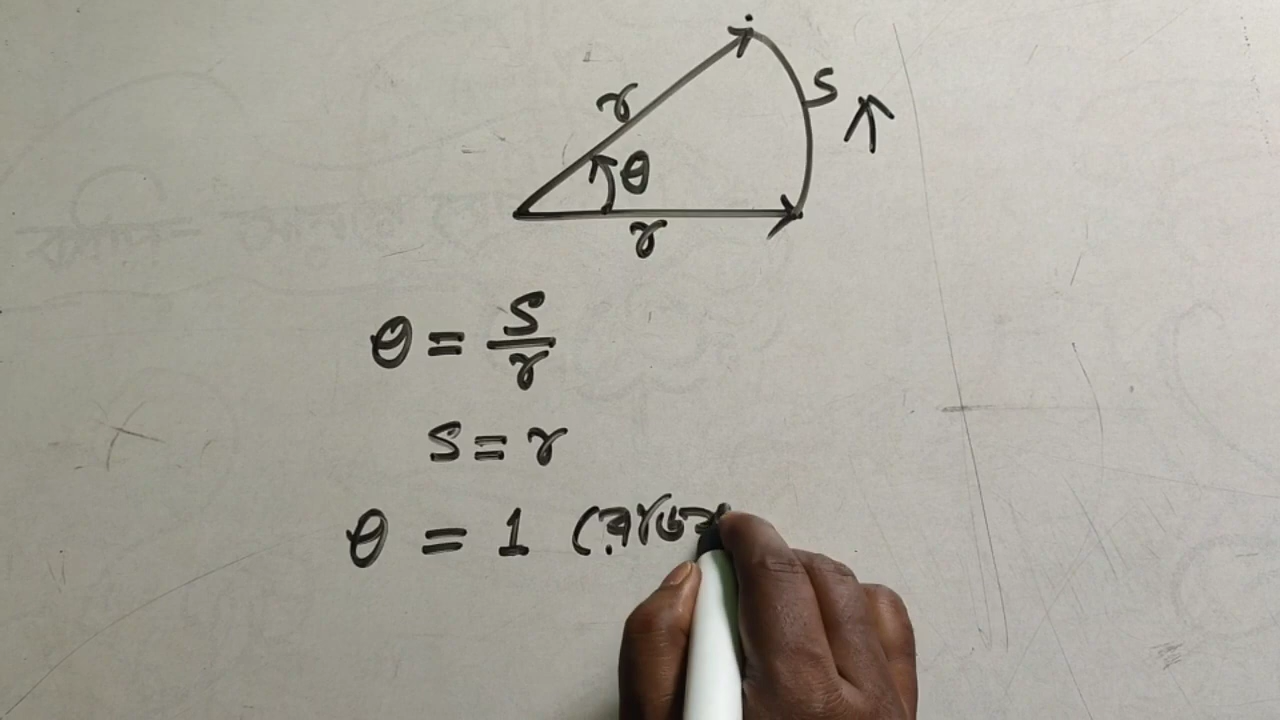 r
S
θ
r
θ = S/r
S = r
θ = 1